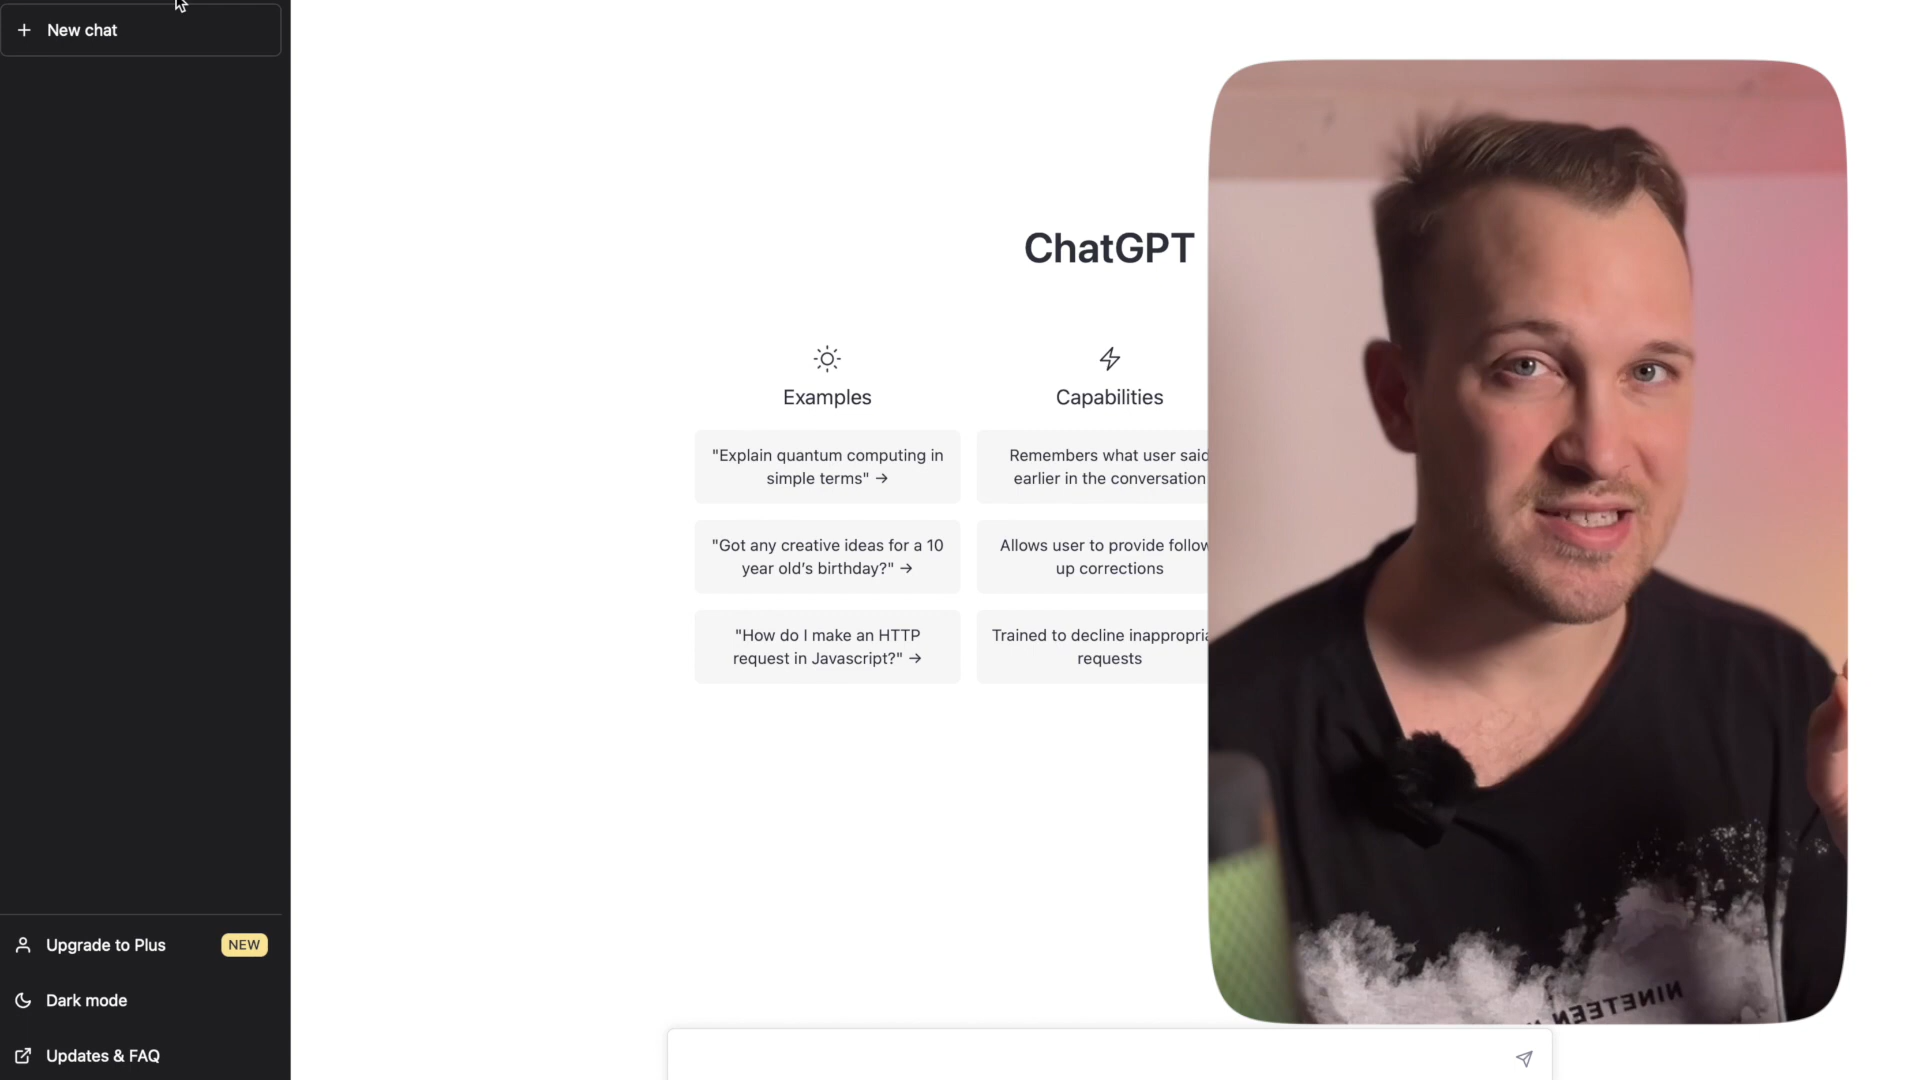 New chat
ChatGPT
Examples
"Explain quantum computing in
simple terms" →
"Got any creative ideas for a 10
year old's birthday?" →
"How do I make an HTTP
request in Javascript?" →
Capabilities
Remembers what user said
earlier in the conversation
Allows user to provide follow
up corrections
Trained to decline inappropria
requests
NINETEEN
Upgrade to Plus
NEW
Dark mode
Updates & FAQ